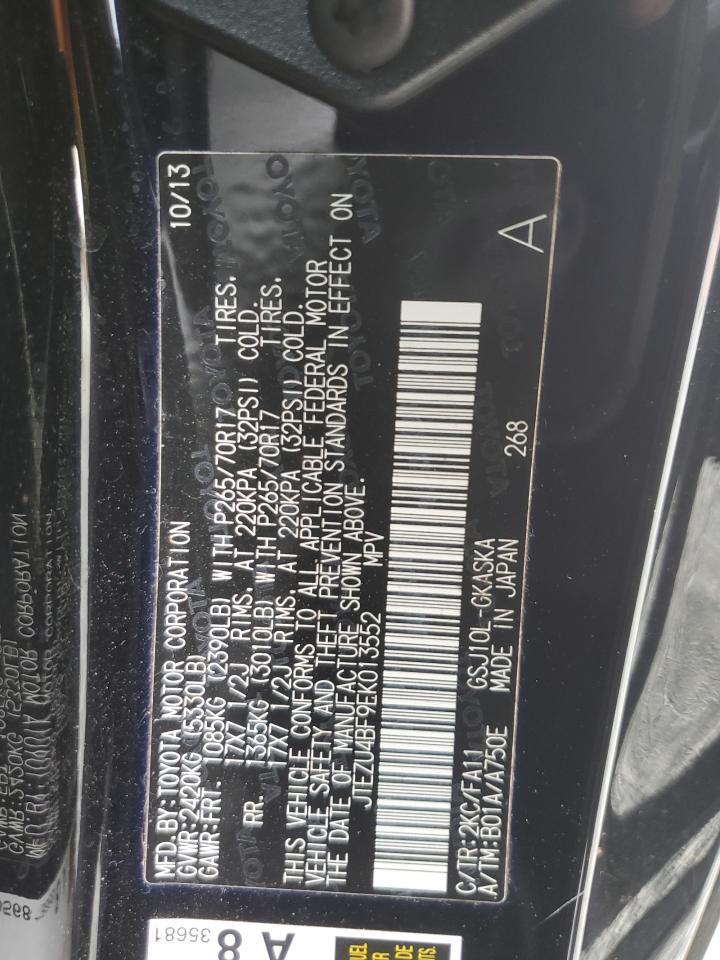 MFD.BY:TOYOTA MOTOR CORPORATION 10/13
GVWR:2420KG (5330LB)
GAWR:FRT. 1085KG (2390LB) WITH P265/70R17 TIRES.
17X7 1/2J RIMS. AT 220KPA (32PSI) COLD.
RR. 1365KG (3010LB) WITH P265/70R17 TIRES.
17X7 1/2J RIMS. AT 220KPA (32PSI) COLD.
THIS VEHICLE CONFORMS TO ALL APPLICABLE FEDERAL MOTOR
VEHICLE SAFETY AND THEFT PREVENTION STANDARDS IN EFFECT ON
THE DATE OF MANUFACTURE SHOWN ABOVE.
JTEZU4BF9EK013552 MPV
C/TR:2KC/FA11 GSJ10L-GKASKA
A/TM:B01A/A750E MADE IN JAPAN 268
A
35681
A 8